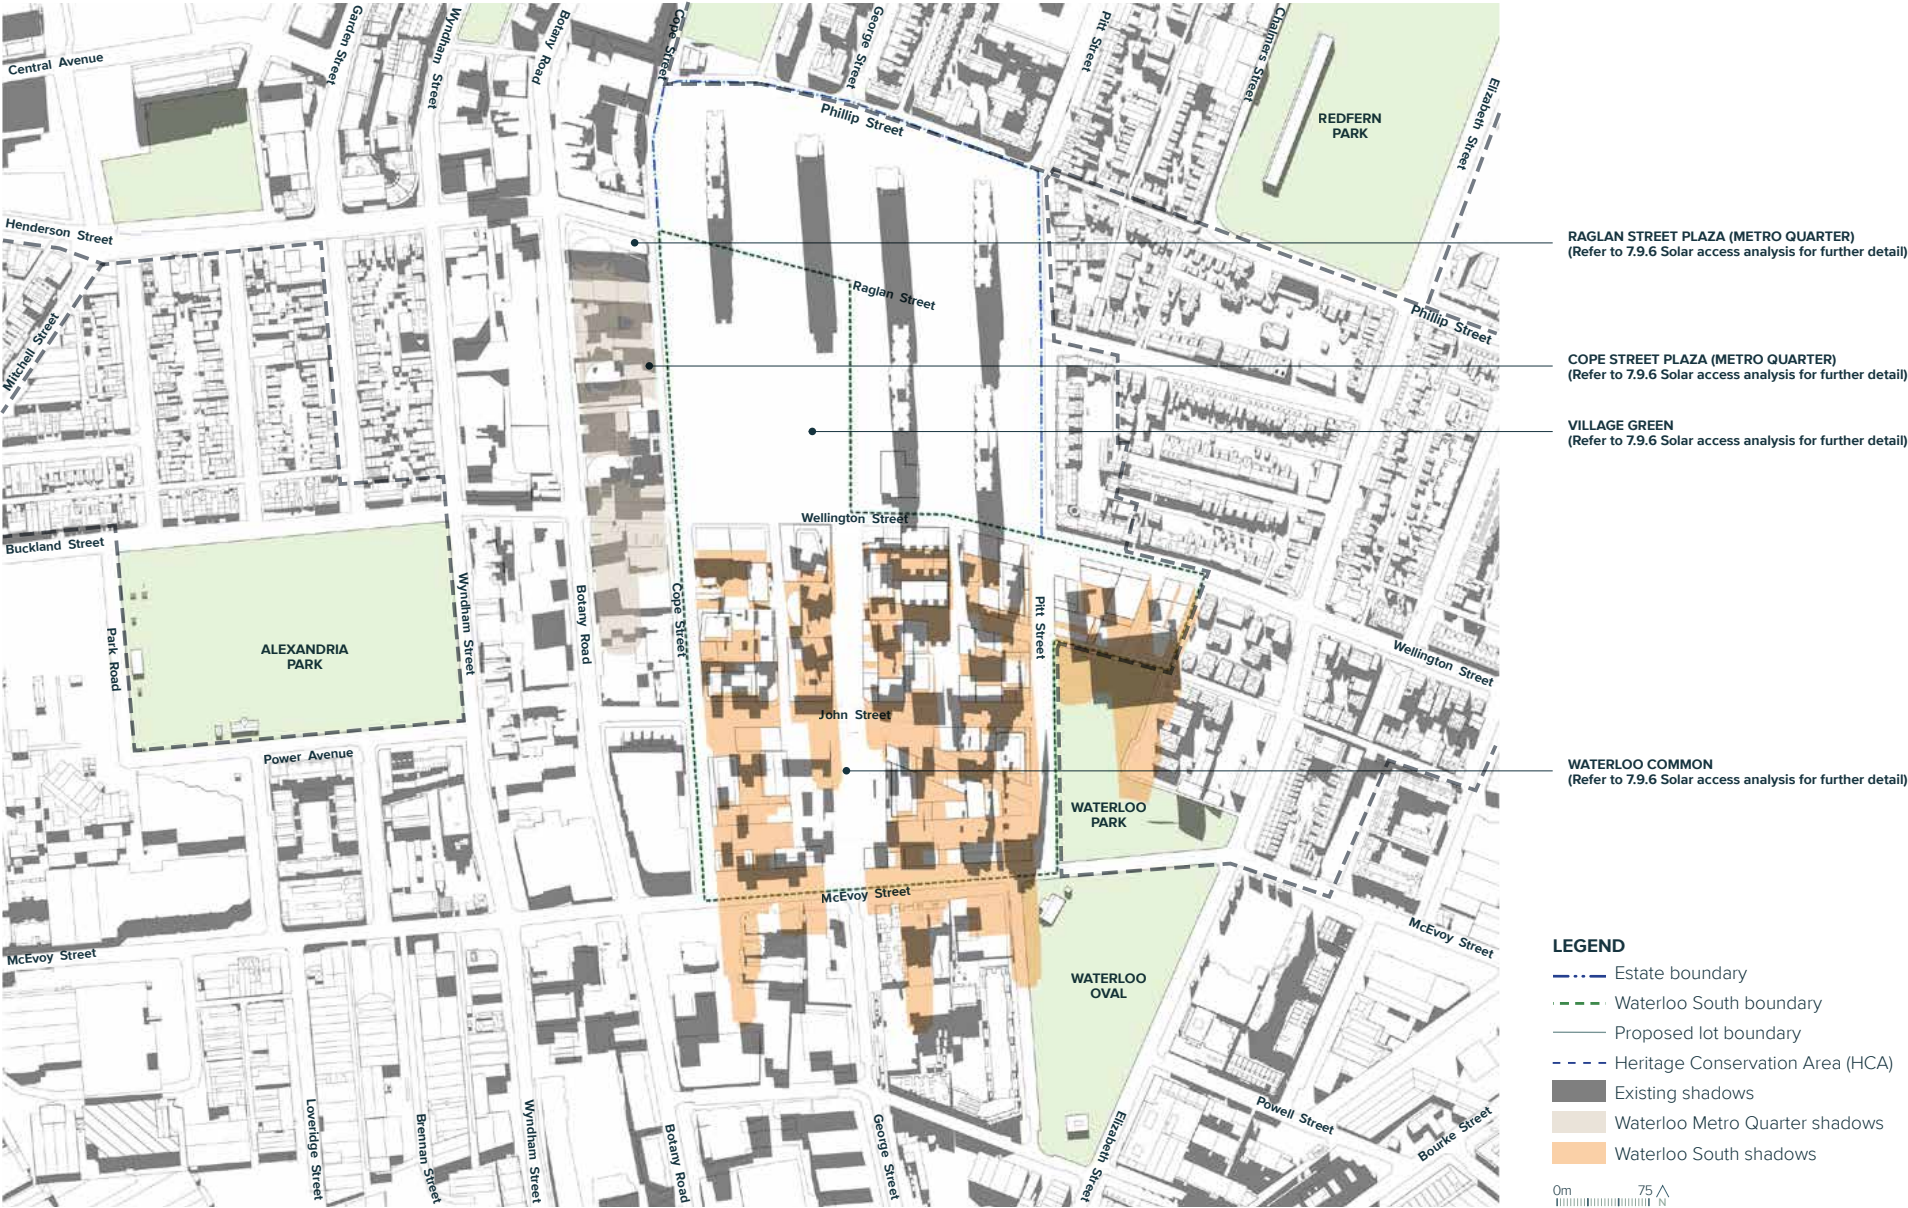 Central Avenue
Garden Street
Wyndham Street
Botany Road
Cope Street
George Street
Pitt Street
Chalmers Street
Elizabeth Street
Phillip Street
REDFERN
PARK
Henderson Street
Mitchell Street
Raglan Street
Phillip Street
RAGLAN STREET PLAZA (METRO QUARTER)
(Refer to 7.9.6 Solar access analysis for further detail)
COPE STREET PLAZA (METRO QUARTER)
(Refer to 7.9.6 Solar access analysis for further detail)
VILLAGE GREEN
(Refer to 7.9.6 Solar access analysis for further detail)
Wellington Street
Buckland Street
Park Road
ALEXANDRIA
PARK
Wyndham Street
Botany Road
Cope Street
Pitt Street
Wellington Street
John Street
Power Avenue
WATERLOO COMMON
(Refer to 7.9.6 Solar access analysis for further detail)
WATERLOO
PARK
McEvoy Street
McEvoy Street
McEvoy Street
WATERLOO
OVAL
Loveridge Street
Brennan Street
Wyndham Street
Botany Road
George Street
Elizabeth Street
Powell Street
Bourke Street
LEGEND
Estate boundary
Waterloo South boundary
Proposed lot boundary
Heritage Conservation Area (HCA)
Existing shadows
Waterloo Metro Quarter shadows
Waterloo South shadows
0m 75
N